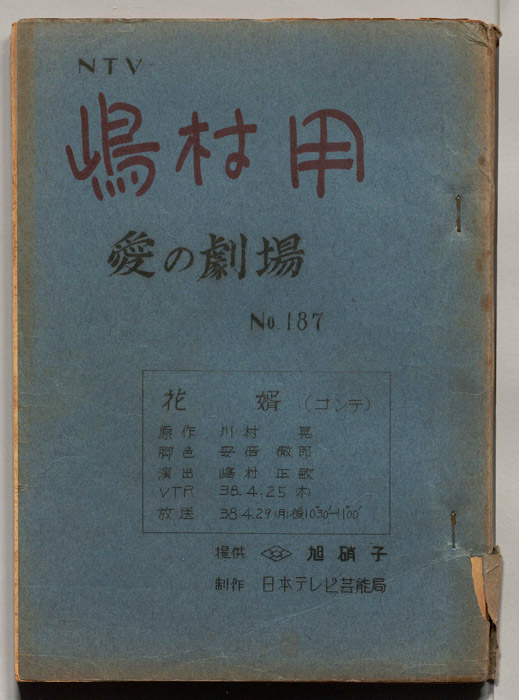 NTV
嶋村用
愛の劇場
No.187
花婿(コンテ)
原作 川村晃
脚色 安倍徹郎
演出 嶋村正敏
VTR 38.4.25(木)
放送 38.4.29(月)後10'30"-11'00"
提供 旭硝子
制作 日本テレビ芸能局